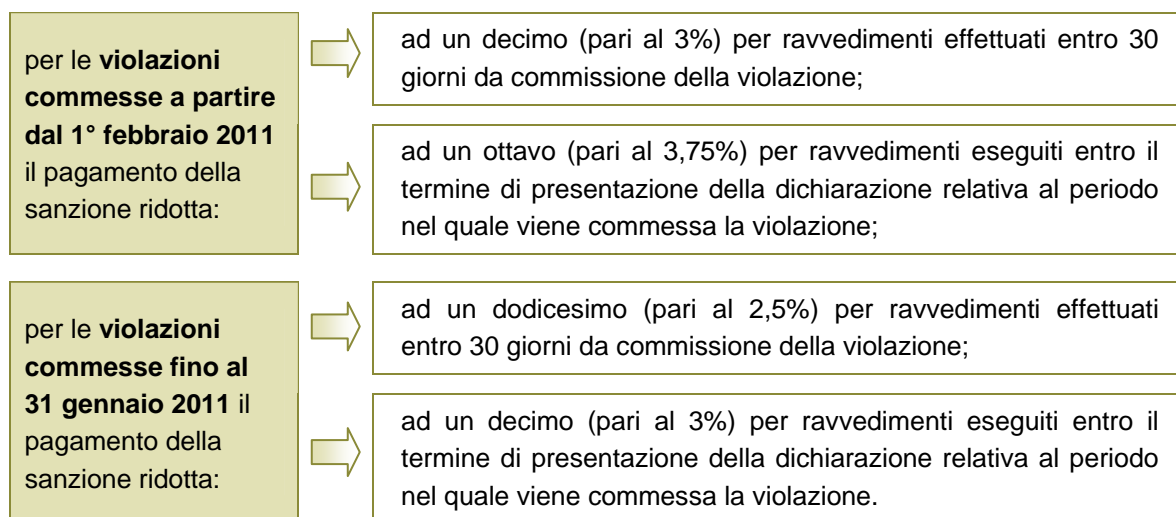 per le violazioni
commesse a partire
dal 1° febbraio 2011
il pagamento della
sanzione ridotta:
ad un decimo (pari al 3%) per ravvedimenti effettuati entro 30
giorni da commissione della violazione;
ad un ottavo (pari al 3,75%) per ravvedimenti eseguiti entro il
termine di presentazione della dichiarazione relativa al periodo
nel quale viene commessa la violazione;
per le violazioni
commesse fino al
31 gennaio 2011 il
pagamento della
sanzione ridotta:
ad un dodicesimo (pari al 2,5%) per ravvedimenti effettuati
entro 30 giorni da commissione della violazione;
ad un decimo (pari al 3%) per ravvedimenti eseguiti entro il
termine di presentazione della dichiarazione relativa al periodo
nel quale viene commessa la violazione.